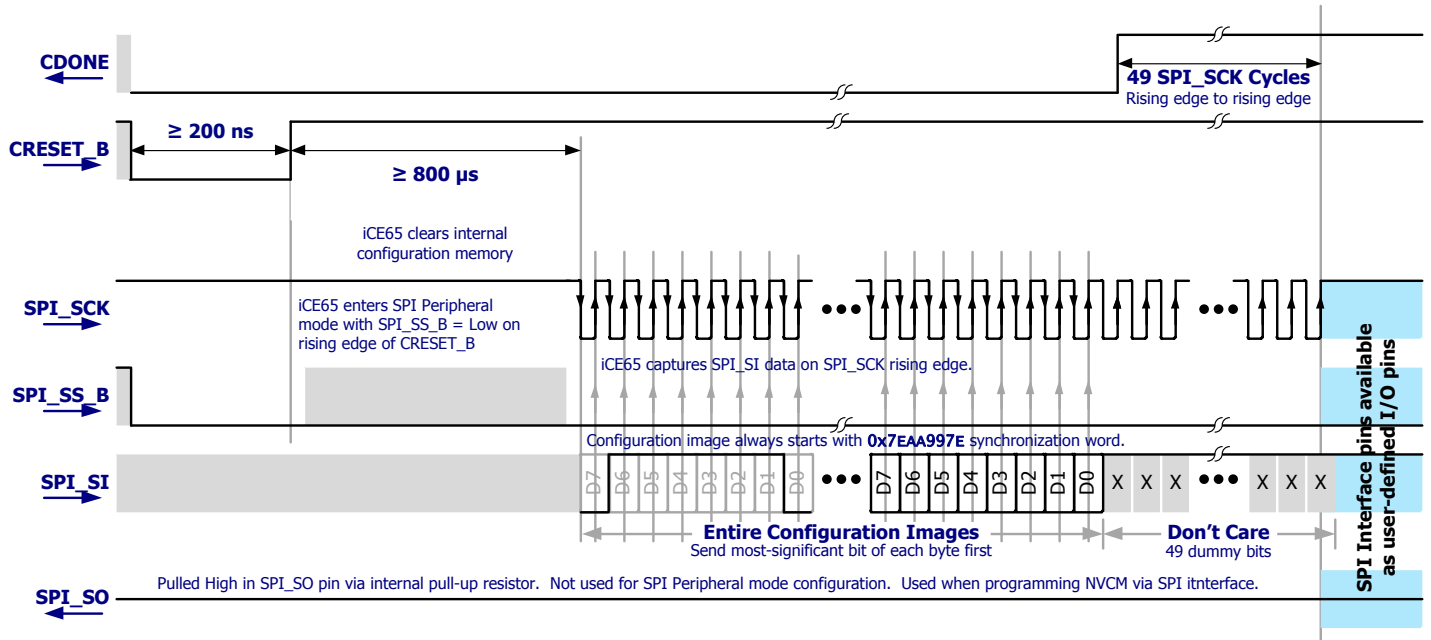 CDONE
49 SPI_SCK Cycles
Rising edge to rising edge
CRESET_B
≥ 200 ns
≥ 800 µs
iCE65 clears internal
configuration memory
SPI_SCK
iCE65 enters SPI Peripheral
mode with SPI_SS_B = Low on
rising edge of CRESET_B
•••
•••
iCE65 captures SPI_SI data on SPI_SCK rising edge.
SPI_SS_B
Configuration image always starts with 0x7EAA997E synchronization word.
SPI_SI
D7 D6 D5 D4 D3 D2 D1 D0 ••• D7 D6 D5 D4 D3 D2 D1 D0 X X X ••• X X X
Entire Configuration Images
Send most-significant bit of each byte first
Don't Care
49 dummy bits
SPI Interface pins available
as user-defined I/O pins
Pulled High in SPI_SO pin via internal pull-up resistor. Not used for SPI Peripheral mode configuration. Used when programming NVCM via SPI itnterface.
SPI_SO